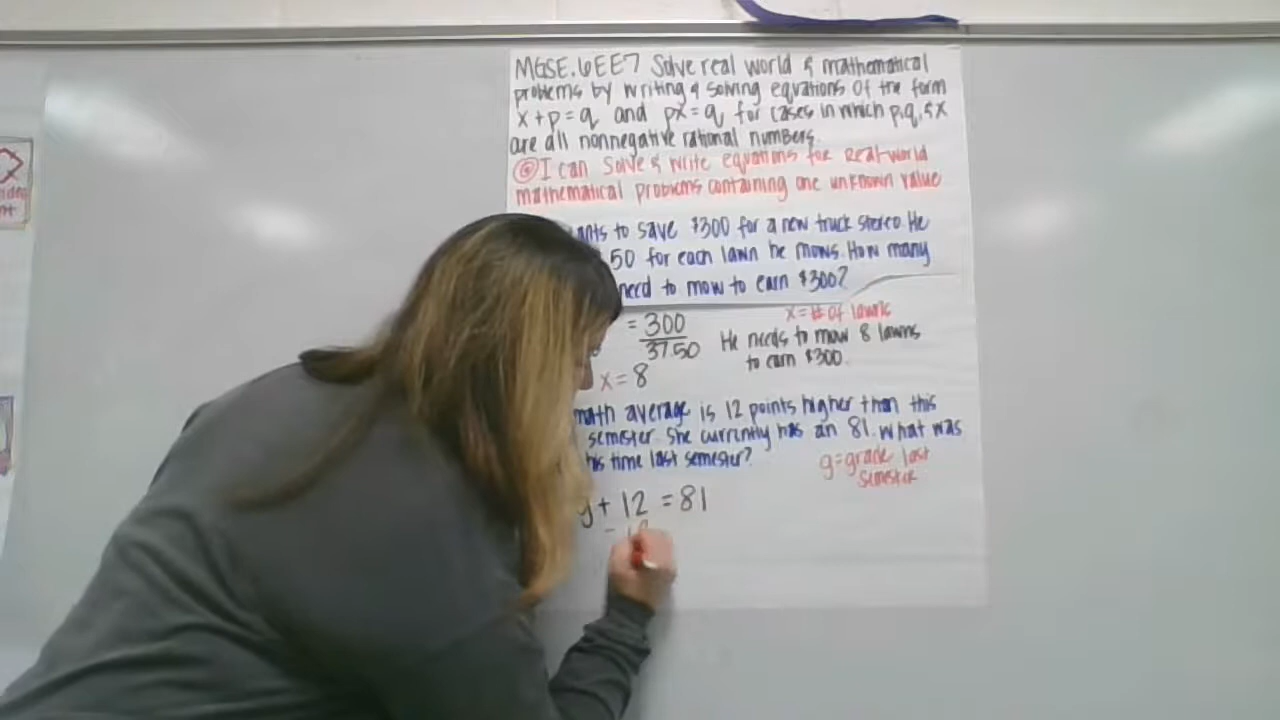 MGSE.6EE7 Solve real world & mathematical
problems by writing & solving equations of the form
x + p = q and px = q for cases in which p, q, & x
are all nonnegative rational numbers.
I can solve & write equations for real-world
mathematical problems containing one unknown value
ants to save $300 for a new truck stereo. He
50 for each lawn he mows. How many
need to mow to earn $300?
x = # of lawns
= 300
37.50
He needs to mow 8 lawns
to earn $300.
x = 8
math average is 12 points higher than this
semester. She currently has an 81. What was
his time last semester?
g = grade last
semester
g + 12 = 81